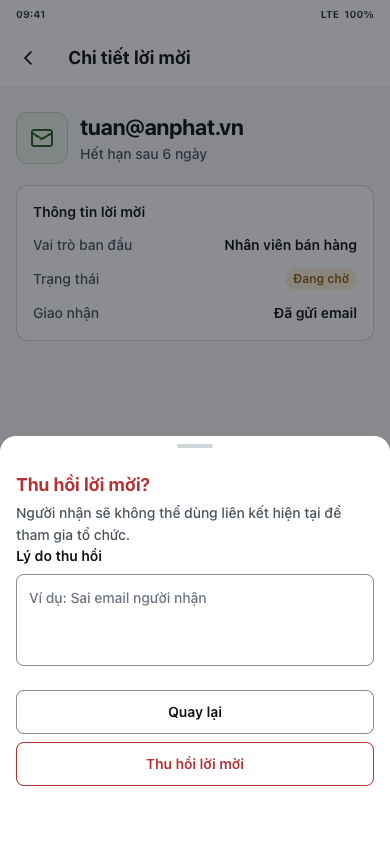 09:41
LTE 100%
Chi tiết lời mời
tuan@anphat.vn
Hết hạn sau 6 ngày
Thông tin lời mời
Vai trò ban đầu
Nhân viên bán hàng
Trạng thái
Đang chờ
Giao nhận
Đã gửi email
Thu hồi lời mời?
Người nhận sẽ không thể dùng liên kết hiện tại để
tham gia tổ chức.
Lý do thu hồi
Ví dụ: Sai email người nhận
Quay lại
Thu hồi lời mời